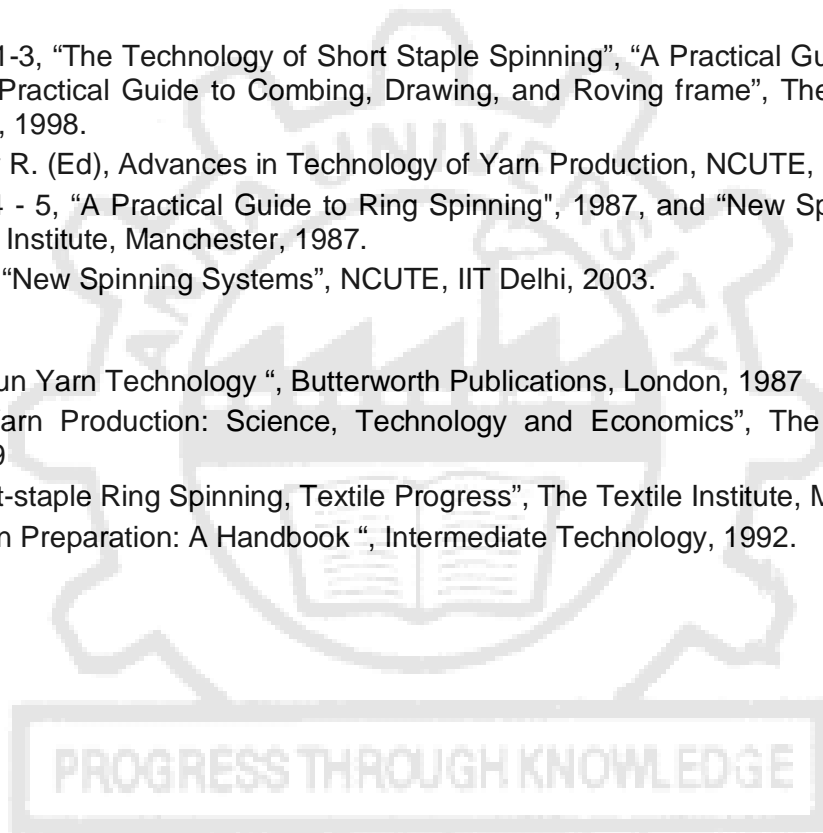 1-3, “The Technology of Short Staple Spinning”, “A Practical Gu
Practical Guide to Combing, Drawing, and Roving frame”, The
, 1998.
R. (Ed), Advances in Technology of Yarn Production, NCUTE,
4 - 5, “A Practical Guide to Ring Spinning", 1987, and “New Sp
Institute, Manchester, 1987.
“New Spinning Systems”, NCUTE, IIT Delhi, 2003.
un Yarn Technology “, Butterworth Publications, London, 1987
arn Production: Science, Technology and Economics”, The
9
t-staple Ring Spinning, Textile Progress”, The Textile Institute, M
n Preparation: A Handbook “, Intermediate Technology, 1992.
ANNA UNIVERSITY
PROGRESS THROUGH KNOWLEDGE